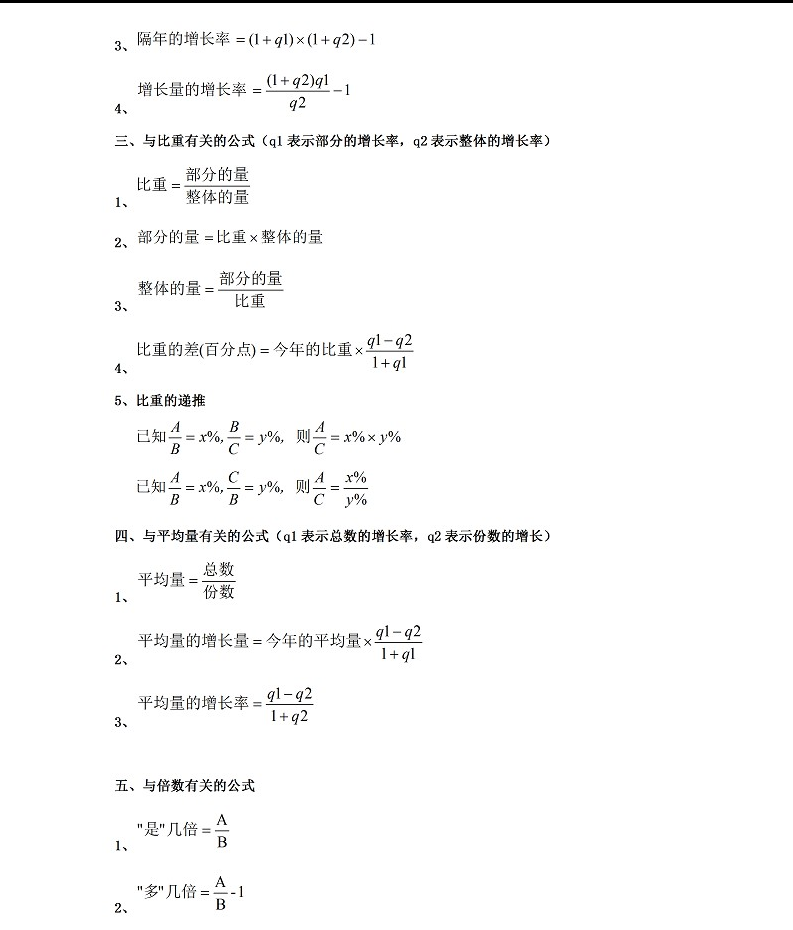 3、隔年的增长率 =(1+q1)×(1+q2)−1
4、增长量的增长率 = (1+q2)q1/q2 −1
三、与比重有关的公式（q1 表示部分的增长率，q2 表示整体的增长率）
1、比重 = 部分的量/整体的量
2、部分的量 =比重×整体的量
3、整体的量 = 部分的量/比重
4、比重的差(百分点) = 今年的比重× q1−q2/1+q1
5、比重的递推
已知 A/B = x%, B/C = y%, 则 A/C = x%× y%
已知 A/B = x%, C/B = y%, 则 A/C = x%/y%
四、与平均量有关的公式（q1 表示总数的增长率，q2 表示份数的增长）
1、平均量 = 总数/份数
2、平均量的增长量 = 今年的平均量× q1−q2/1+q1
3、平均量的增长率 = q1−q2/1+q2
五、与倍数有关的公式
1、"是"几倍 = A/B
2、"多"几倍 = A/B -1